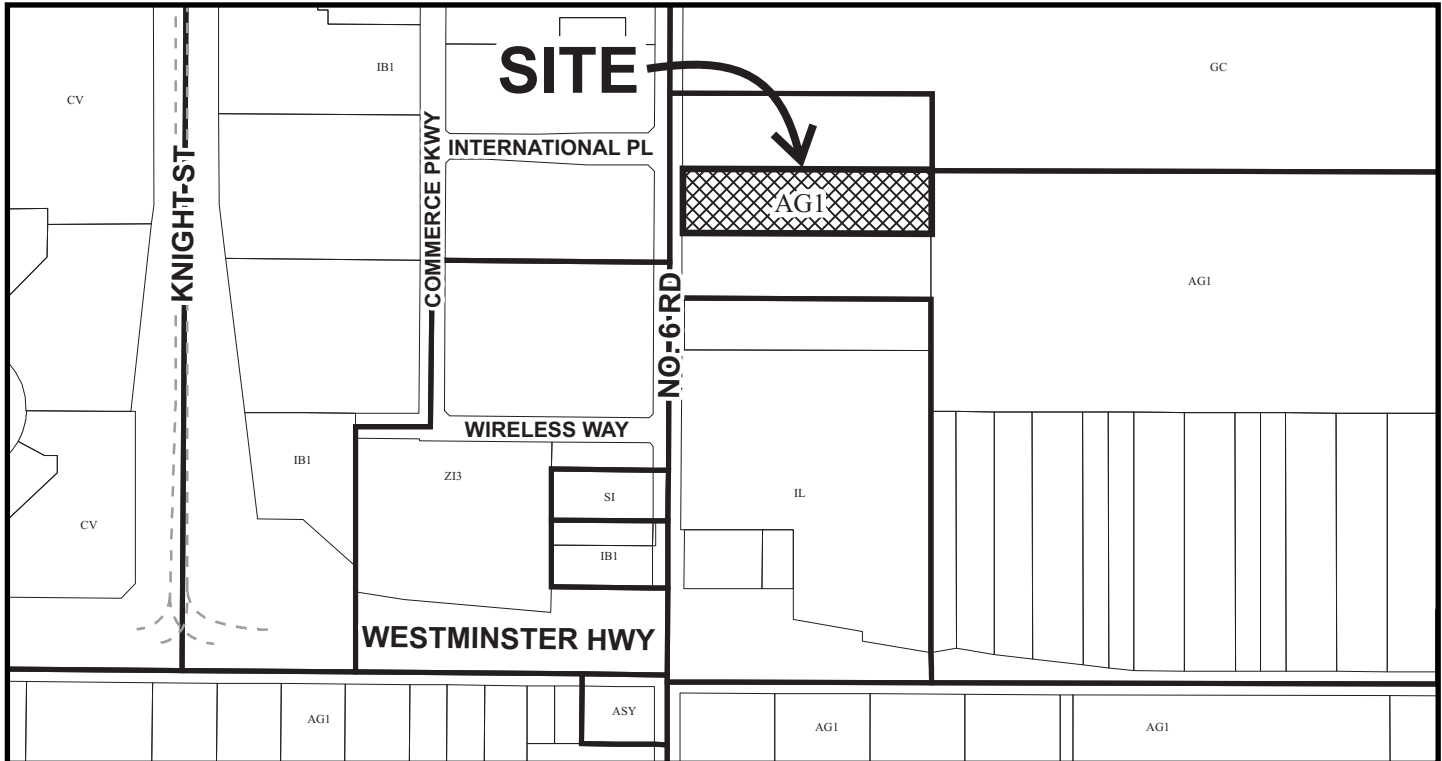 SITE
IB1
GC
CV
KNIGHT ST
COMMERCE PKWY
INTERNATIONAL PL
AG1
NO. 6 RD
AG1
WIRELESS WAY
IB1
ZI3
SI
IL
CV
IB1
WESTMINSTER HWY
AG1
ASY
AG1
AG1